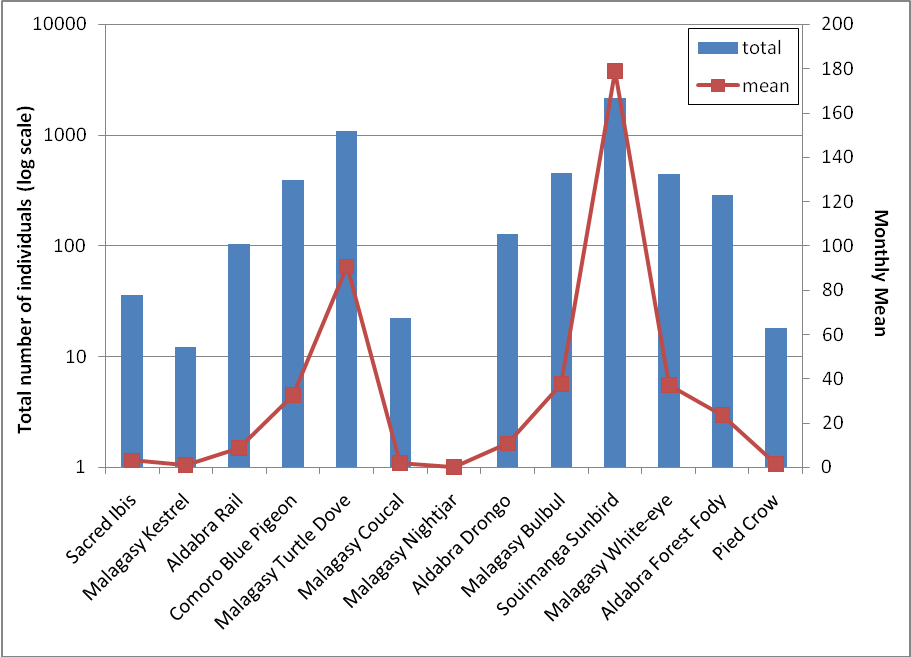 10000
1000
100
10
1
Total number of individuals (log scale)
200
180
160
140
120
100
80
60
40
20
0
Monthly Mean
total
mean
Sacred Ibis
Malagasy Kestrel
Aldabra Rail
Comoro Blue Pigeon
Malagasy Turtle Dove
Malagasy Coucal
Malagasy Nightjar
Aldabra Drongo
Malagasy Bulbul
Souimanga Sunbird
Malagasy White-eye
Aldabra Forest Fody
Pied Crow